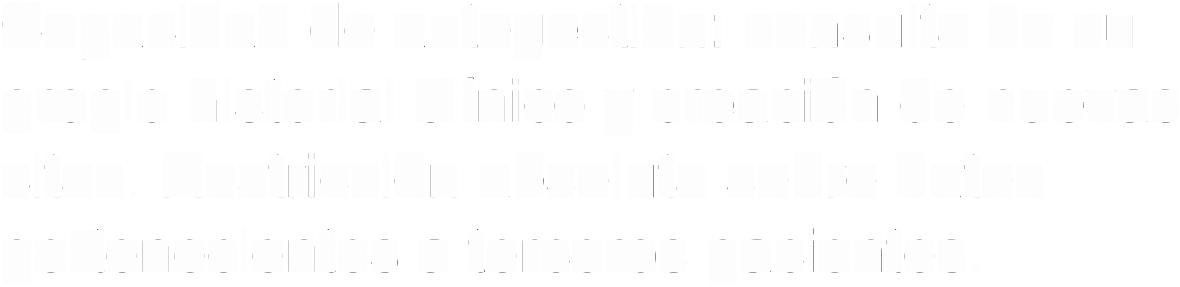 Capacidad de autogestión: consulta de su
propio Historial Clínico y creación de nuevas
citas. Restricción absoluta sobre datos
pertenecientes a terceros pacientes.